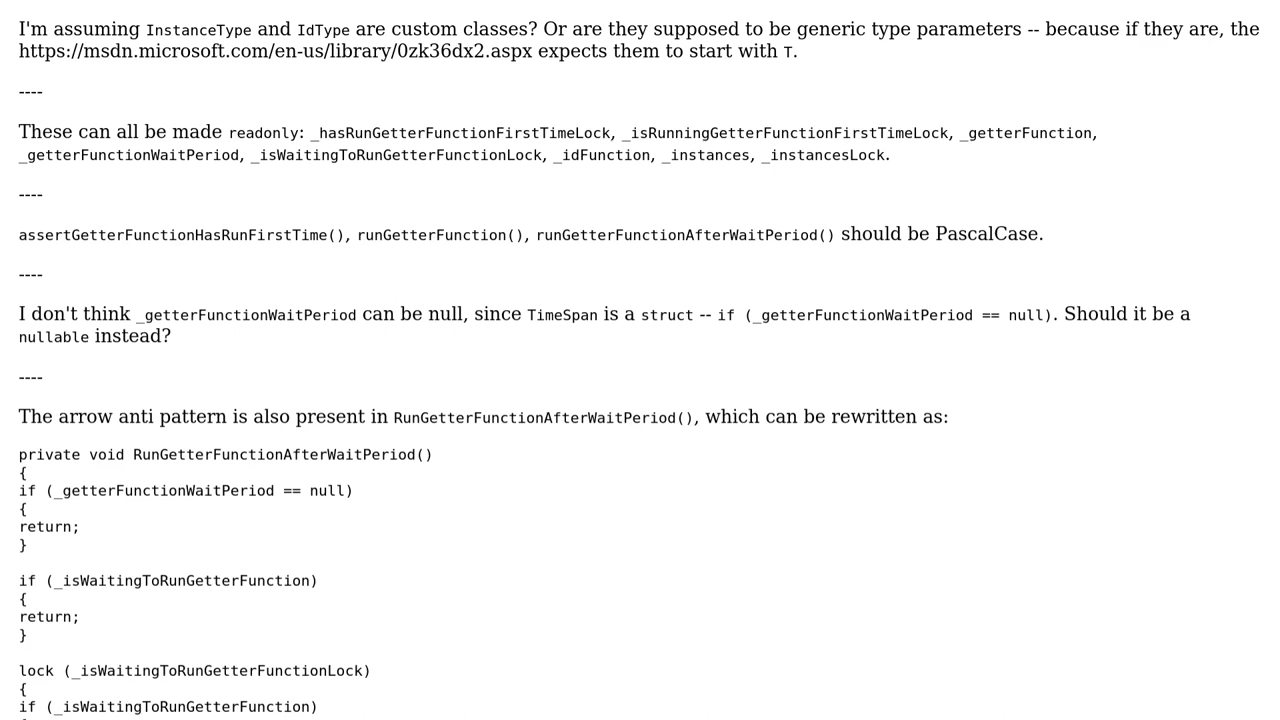 I'm assuming InstanceType and IdType are custom classes? Or are they supposed to be generic type parameters -- because if they are, the
https://msdn.microsoft.com/en-us/library/0zk36dx2.aspx expects them to start with T.
----
These can all be made readonly: _hasRunGetterFunctionFirstTimeLock, _isRunningGetterFunctionFirstTimeLock, _getterFunction,
_getterFunctionWaitPeriod, _isWaitingToRunGetterFunctionLock, _idFunction, _instances, _instancesLock.
----
assertGetterFunctionHasRunFirstTime(), runGetterFunction(), runGetterFunctionAfterWaitPeriod() should be PascalCase.
----
I don't think _getterFunctionWaitPeriod can be null, since TimeSpan is a struct -- if (_getterFunctionWaitPeriod == null). Should it be a
nullable instead?
----
The arrow anti pattern is also present in RunGetterFunctionAfterWaitPeriod(), which can be rewritten as:
private void RunGetterFunctionAfterWaitPeriod()
{
if (_getterFunctionWaitPeriod == null)
{
return;
}
if (_isWaitingToRunGetterFunction)
{
return;
}
lock (_isWaitingToRunGetterFunctionLock)
{
if (_isWaitingToRunGetterFunction)